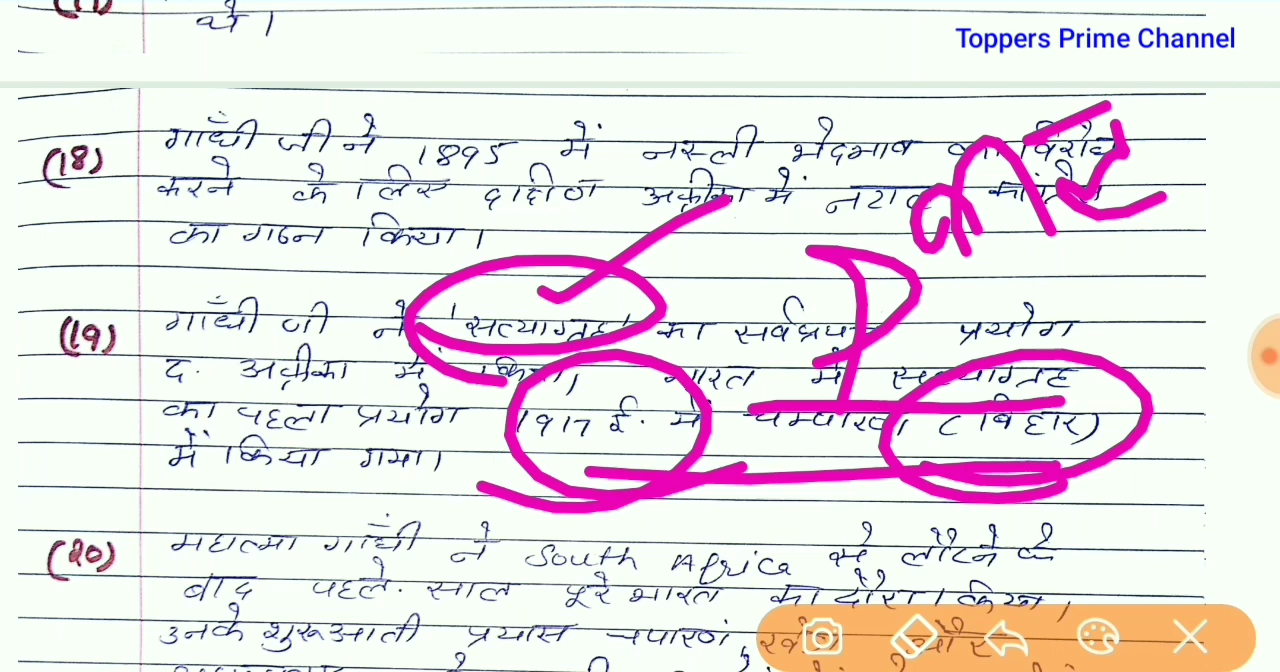 (17)
थे।
Toppers Prime Channel
(18) गाँधी जी ने 1895 में नस्ली भेदभाव का विरोध
करने के लिए दक्षिण अफ्रीका में नटाल कांग्रेस
का गठन किया।
(19) गाँधी जी ने 'सत्याग्रह' का सर्वप्रथम प्रयोग
द. अफ्रीका में किया। भारत में सत्याग्रह
का पहला प्रयोग 1917 ई. में चम्पारण (बिहार)
में किया गया।
(20) महात्मा गाँधी ने South Africa से लौटने के
बाद पहले साल पूरे भारत का दौरा किया।
उनके शुरुआती प्रयास चंपारण, और